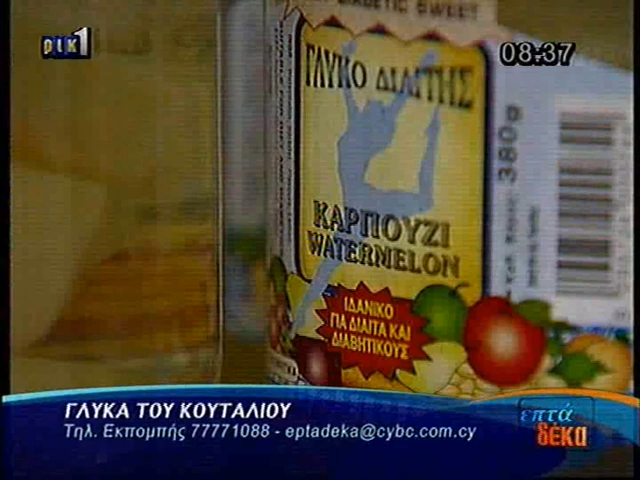 DIABETIC SWEET
ρικ1
08:37
ΓΛΥΚΟ ΔΙΑΙΤΗΣ
380g
ΚΑΡΠΟΥΖΙ
WATERMELON
ΙΔΑΝΙΚΟ
ΓΙΑ ΔΙΑΙΤΑ ΚΑΙ
ΔΙΑΒΗΤΙΚΟΥΣ
ΓΛΥΚΑ ΤΟΥ ΚΟΥΤΑΛΙΟΥ
Τηλ. Εκπομπής 77771088 - eptadeka@cybc.com.cy
επτά
δέκα